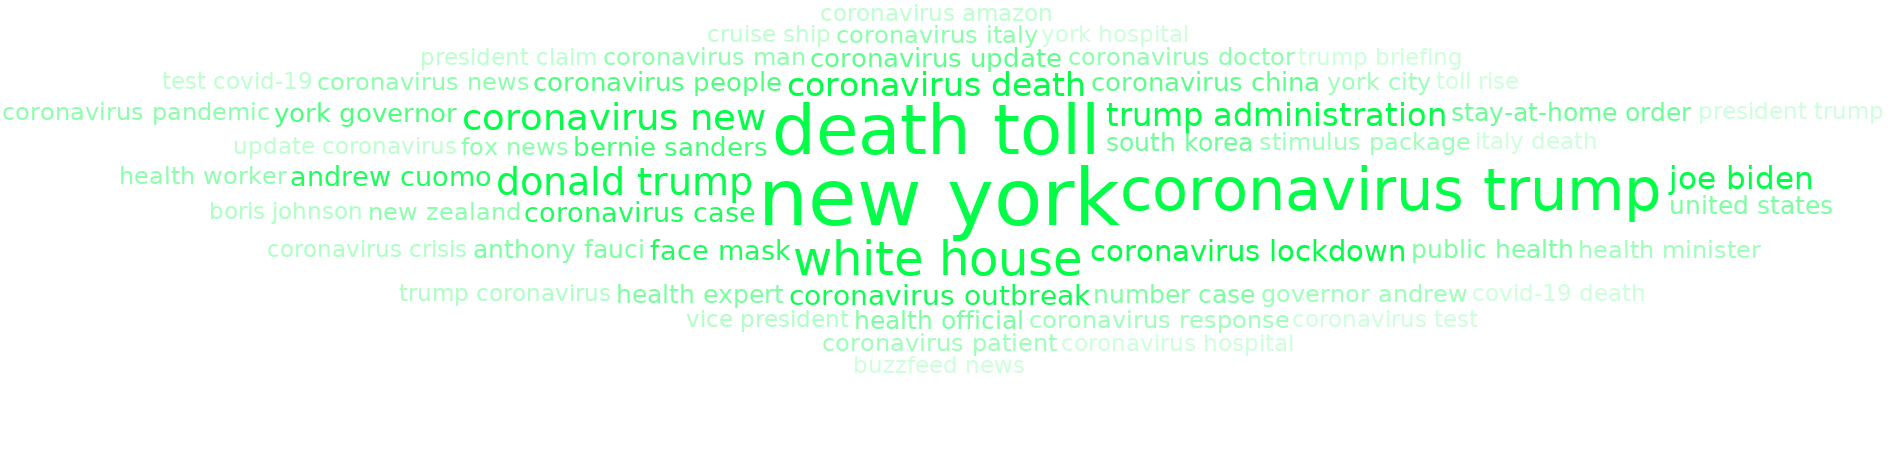 coronavirus amazon
cruise ship coronavirus italy york hospital
president claim coronavirus man coronavirus update coronavirus doctor trump briefing
test covid-19 coronavirus news coronavirus people coronavirus death coronavirus china york city toll rise
coronavirus pandemic york governor coronavirus new death toll trump administration stay-at-home order president trump
update coronavirus fox news bernie sanders south korea stimulus package italy death
health worker andrew cuomo donald trump new york coronavirus trump joe biden
boris johnson new zealand coronavirus case united states
coronavirus crisis anthony fauci face mask white house coronavirus lockdown public health health minister
trump coronavirus health expert coronavirus outbreak number case governor andrew covid-19 death
vice president health official coronavirus response coronavirus test
coronavirus patient coronavirus hospital
buzzfeed news